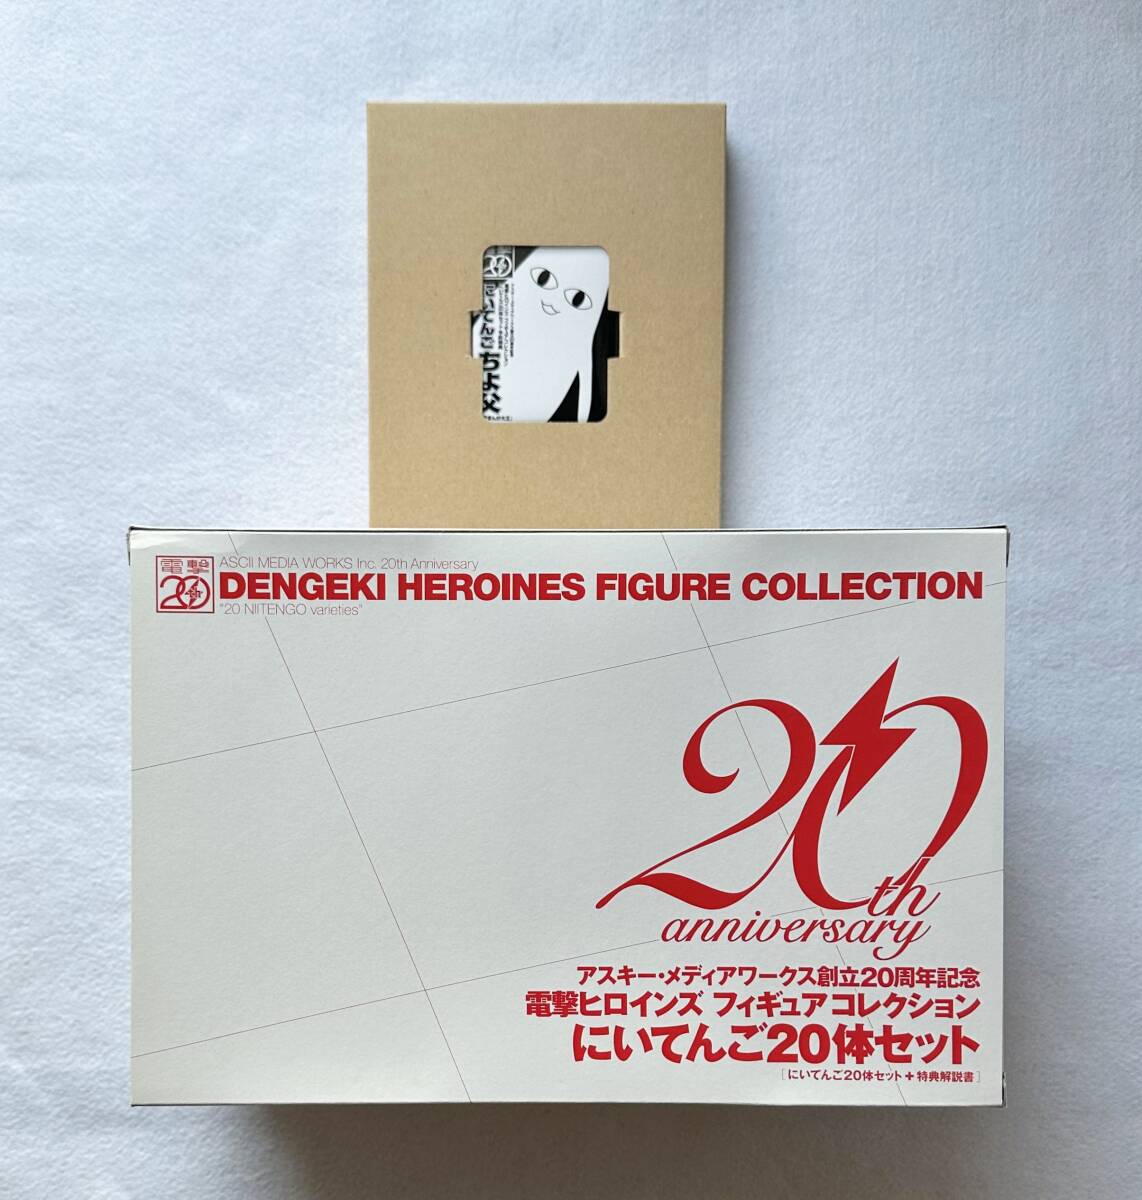 にいてんご ちよ父
電撃
20th
ASCII MEDIA WORKS Inc. 20th Anniversary
DENGEKI HEROINES FIGURE COLLECTION
"20 NIITENGO varieties"
20th
anniversary
アスキー・メディアワークス創立20周年記念
電撃ヒロインズ フィギュア コレクション
にいてんご20体セット
[にいてんご20体セット+特典解説書]